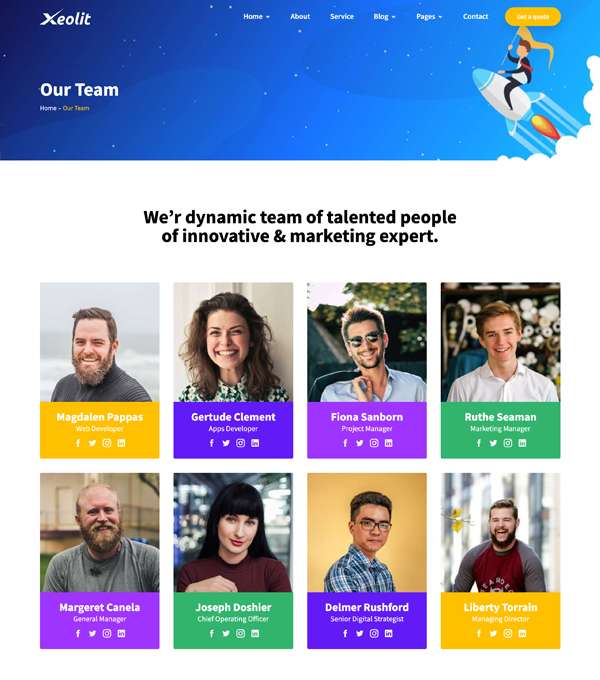 Xeolit
Home About Service Blog Pages Contact Get a quote
Our Team
Home – Our Team
We'r dynamic team of talented people
of innovative & marketing expert.
Magdalen Pappas Gertude Clement Fiona Sanborn Ruthe Seaman
Web Developer Apps Developer Project Manager Marketing Manager
Margeret Canela Joseph Doshier Delmer Rushford Liberty Torrain
General Manager Chief Operating Officer Senior Digital Strategist Managing Director